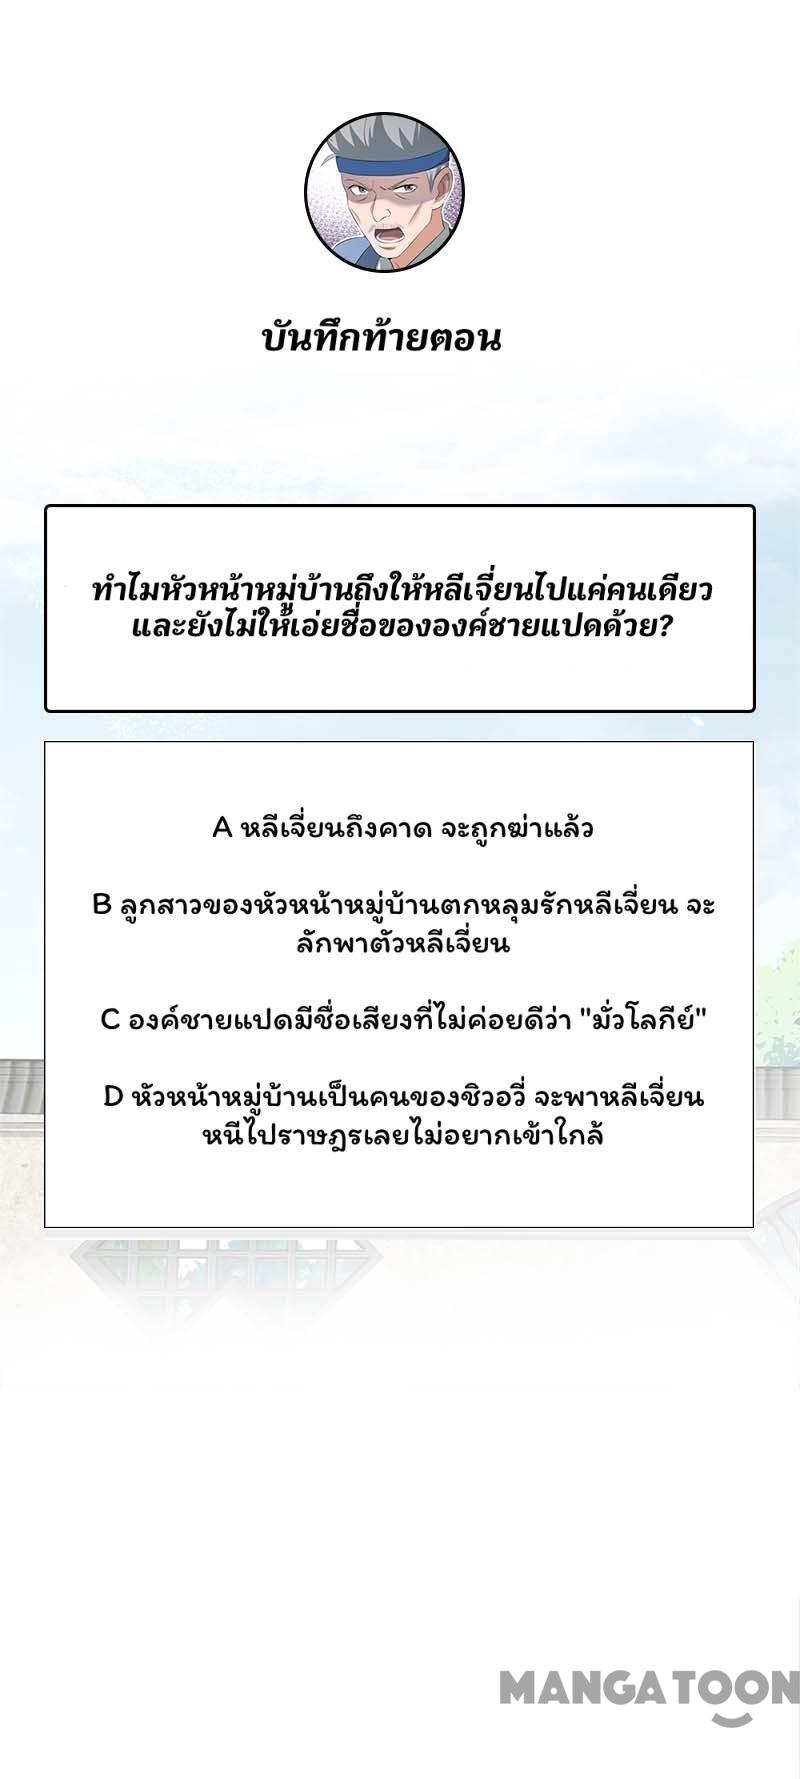 บันทึกท้ายตอน
ทำไมหัวหน้าหมู่บ้านถึงให้หลีเจี่ยนไปแค่คนเดียว
และยังไม่ให้เอ่ยชื่อขององค์ชายแปดด้วย?
A หลีเจี่ยนถึงคาด จะถูกฆ่าแล้ว
B ลูกสาวของหัวหน้าหมู่บ้านตกหลุมรักหลีเจี่ยน จะ
ลักพาตัวหลีเจี่ยน
C องค์ชายแปดมีชื่อเสียงที่ไม่ค่อยดีว่า "มั่วโลกีย์"
D หัวหน้าหมู่บ้านเป็นคนของชิวอวี่ จะพาหลีเจี่ยน
หนีไปราษฎรเลยไม่อยากเข้าใกล้
MANGATOON